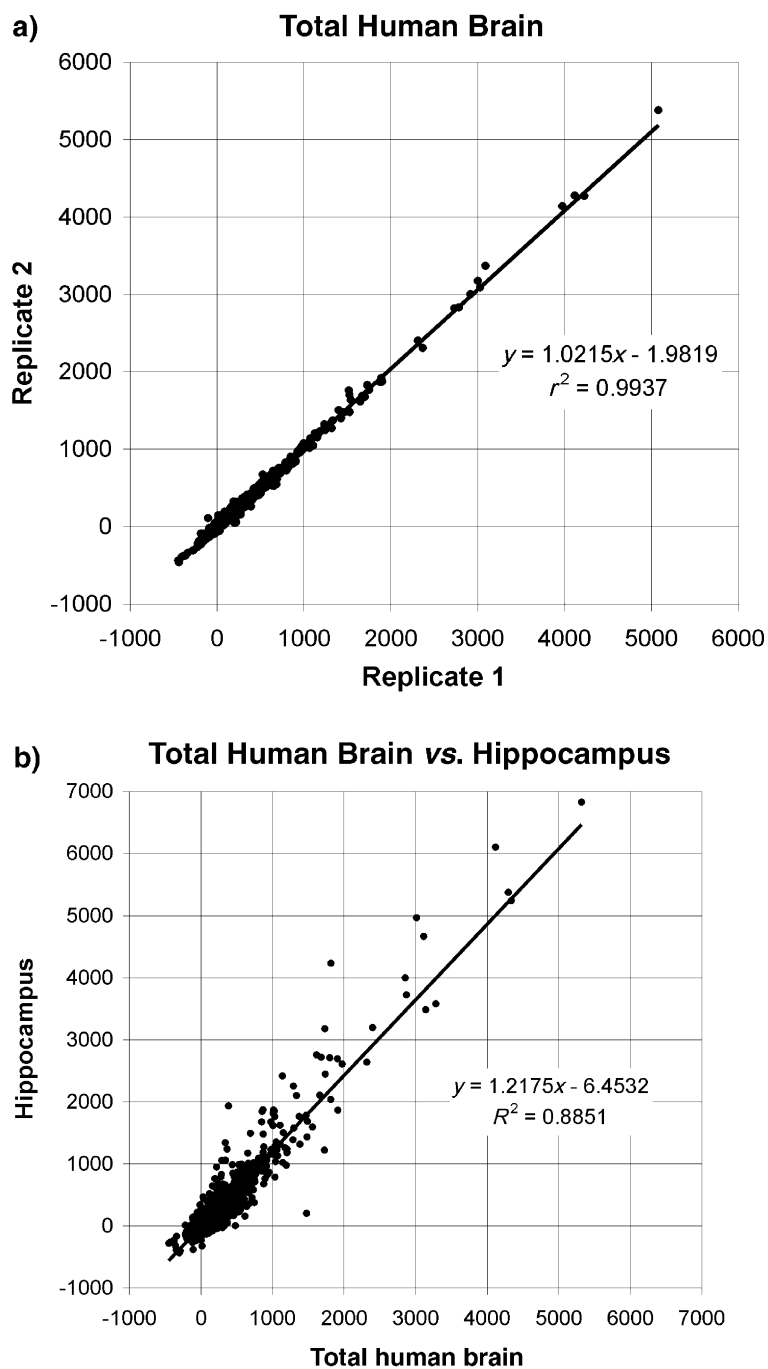 a)
Total Human Brain
6000
5000
4000
3000
2000
1000
0
-1000
Replicate 2
y = 1.0215x - 1.9819
r² = 0.9937
-1000 0 1000 2000 3000 4000 5000 6000
Replicate 1
b)
Total Human Brain vs. Hippocampus
7000
6000
5000
4000
3000
2000
1000
0
-1000
Hippocampus
y = 1.2175x - 6.4532
R² = 0.8851
-1000 0 1000 2000 3000 4000 5000 6000 7000
Total human brain